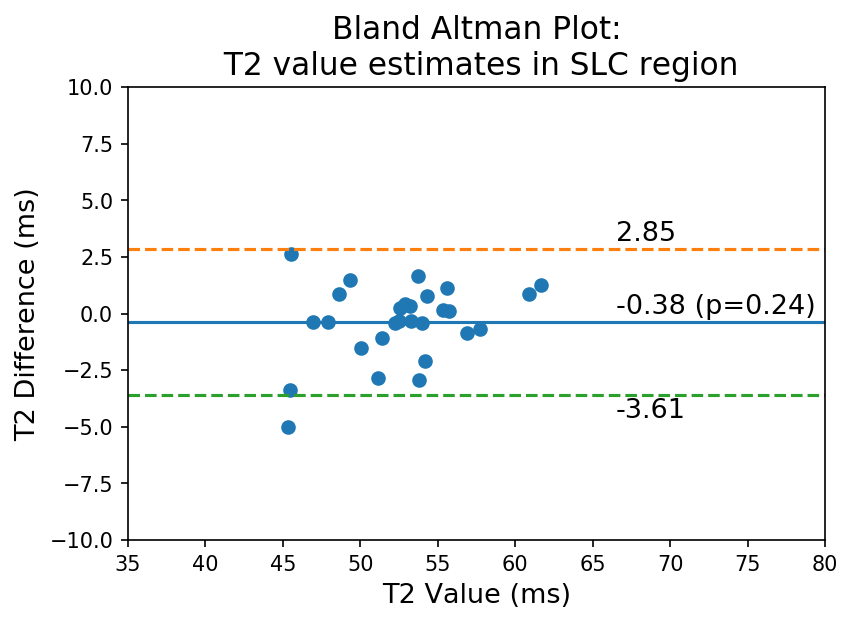 Bland Altman Plot:
T2 value estimates in SLC region
10.0
7.5
5.0
2.5
0.0
−2.5
−5.0
−7.5
−10.0
T2 Difference (ms)
2.85
-0.38 (p=0.24)
-3.61
35 40 45 50 55 60 65 70 75 80
T2 Value (ms)